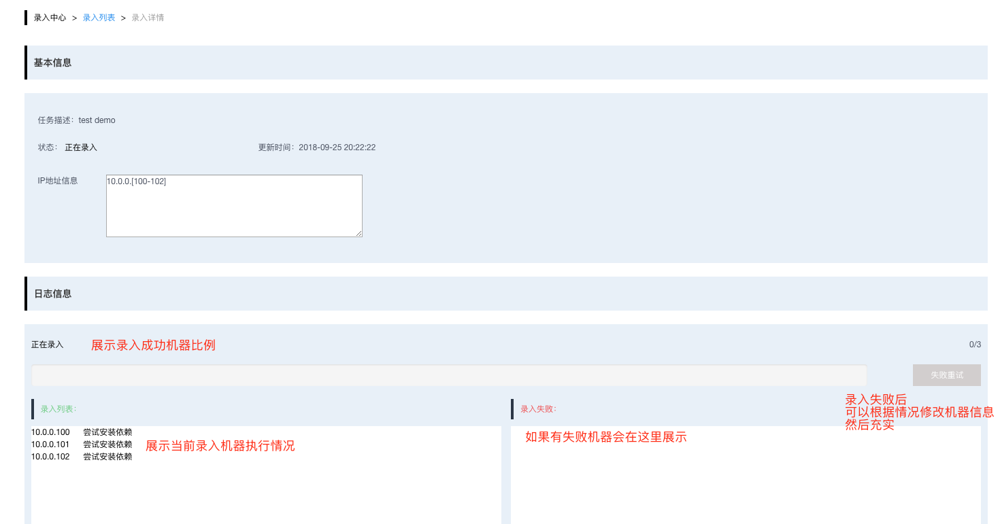 录入中心 > 录入列表 > 录入详情
基本信息
任务描述：test demo
状态： 正在录入 更新时间：2018-09-25 20:22:22
IP地址信息 10.0.0.[100-102]
日志信息
正在录入 展示录入成功机器比例 0/3
失败重试
录入列表：
录入失败：
录入失败后
可以根据情况修改机器信息
然后充实
10.0.0.100 尝试安装依赖
10.0.0.101 尝试安装依赖
10.0.0.102 尝试安装依赖
展示当前录入机器执行情况
如果有失败机器会在这里展示